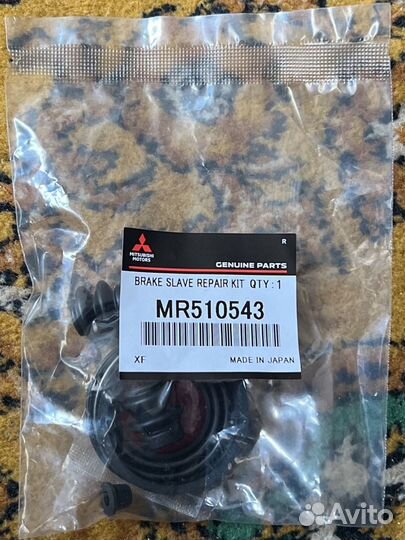 R
MITSUBISHI
MOTORS
GENUINE PARTS
BRAKE SLAVE REPAIR KIT QTY : 1
MR510543
XF MADE IN JAPAN
Avito